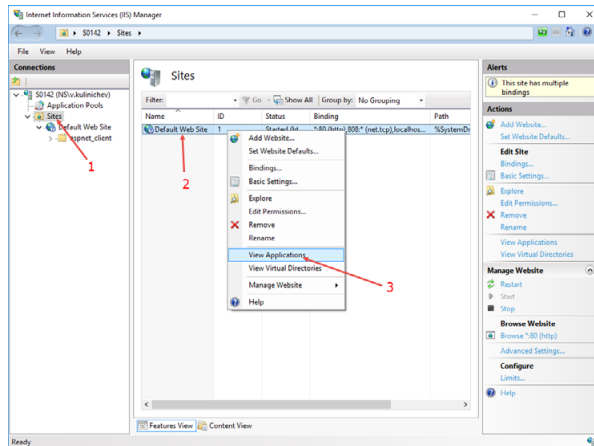 Internet Information Services (IIS) Manager
S0142 ▸ Sites ▸
File View Help
Connections
S0142 (NS\v.kulinichev)
Application Pools
Sites
Default Web Site
aspnet_client
1
Sites
Filter: Go Show All Group by: No Grouping
Name ID Status Binding Path
Default Web Site 1 Started (ht *:80 (http),808:* (net.tcp),localhos... %SystemDr
2
Add Website...
Set Website Defaults...
Bindings...
Basic Settings...
Explore
Edit Permissions...
Remove
Rename
View Applications
View Virtual Directories
Manage Website
Help
3
Features View Content View
Alerts
This site has multiple
bindings
Actions
Add Website...
Set Website Defaults...
Edit Site
Bindings...
Basic Settings...
Explore
Edit Permissions...
Remove
Rename
View Applications
View Virtual Directories
Manage Website
Restart
Start
Stop
Browse Website
Browse *:80 (http)
Advanced Settings...
Configure
Limits...
Help
Ready